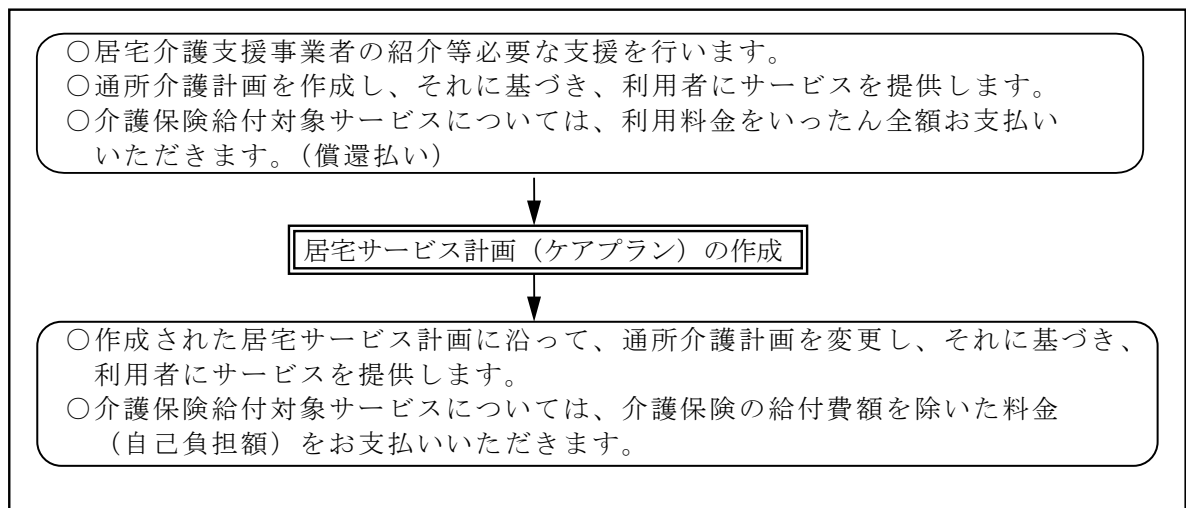 ○居宅介護支援事業者の紹介等必要な支援を行います。
○通所介護計画を作成し、それに基づき、利用者にサービスを提供します。
○介護保険給付対象サービスについては、利用料金をいったん全額お支払い
いただきます。（償還払い）
居宅サービス計画（ケアプラン）の作成
○作成された居宅サービス計画に沿って、通所介護計画を変更し、それに基づき、
利用者にサービスを提供します。
○介護保険給付対象サービスについては、介護保険の給付費額を除いた料金
（自己負担額）をお支払いいただきます。